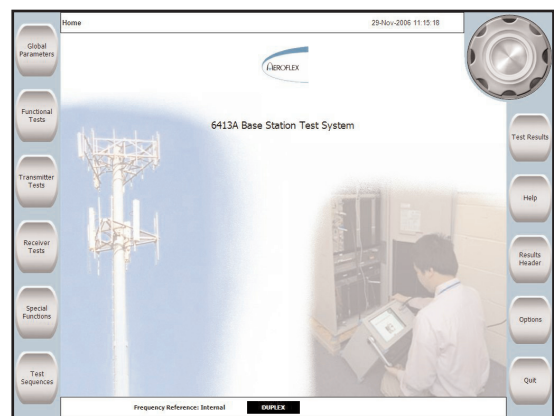 Home
29-Nov-2006 11:15:18
AEROFLEX
6413A Base Station Test System
Global
Parameters
Functional
Tests
Transmitter
Tests
Receiver
Tests
Special
Functions
Test
Sequences
Test Results
Help
Results
Header
Options
Quit
Frequency Reference: Internal
DUPLEX